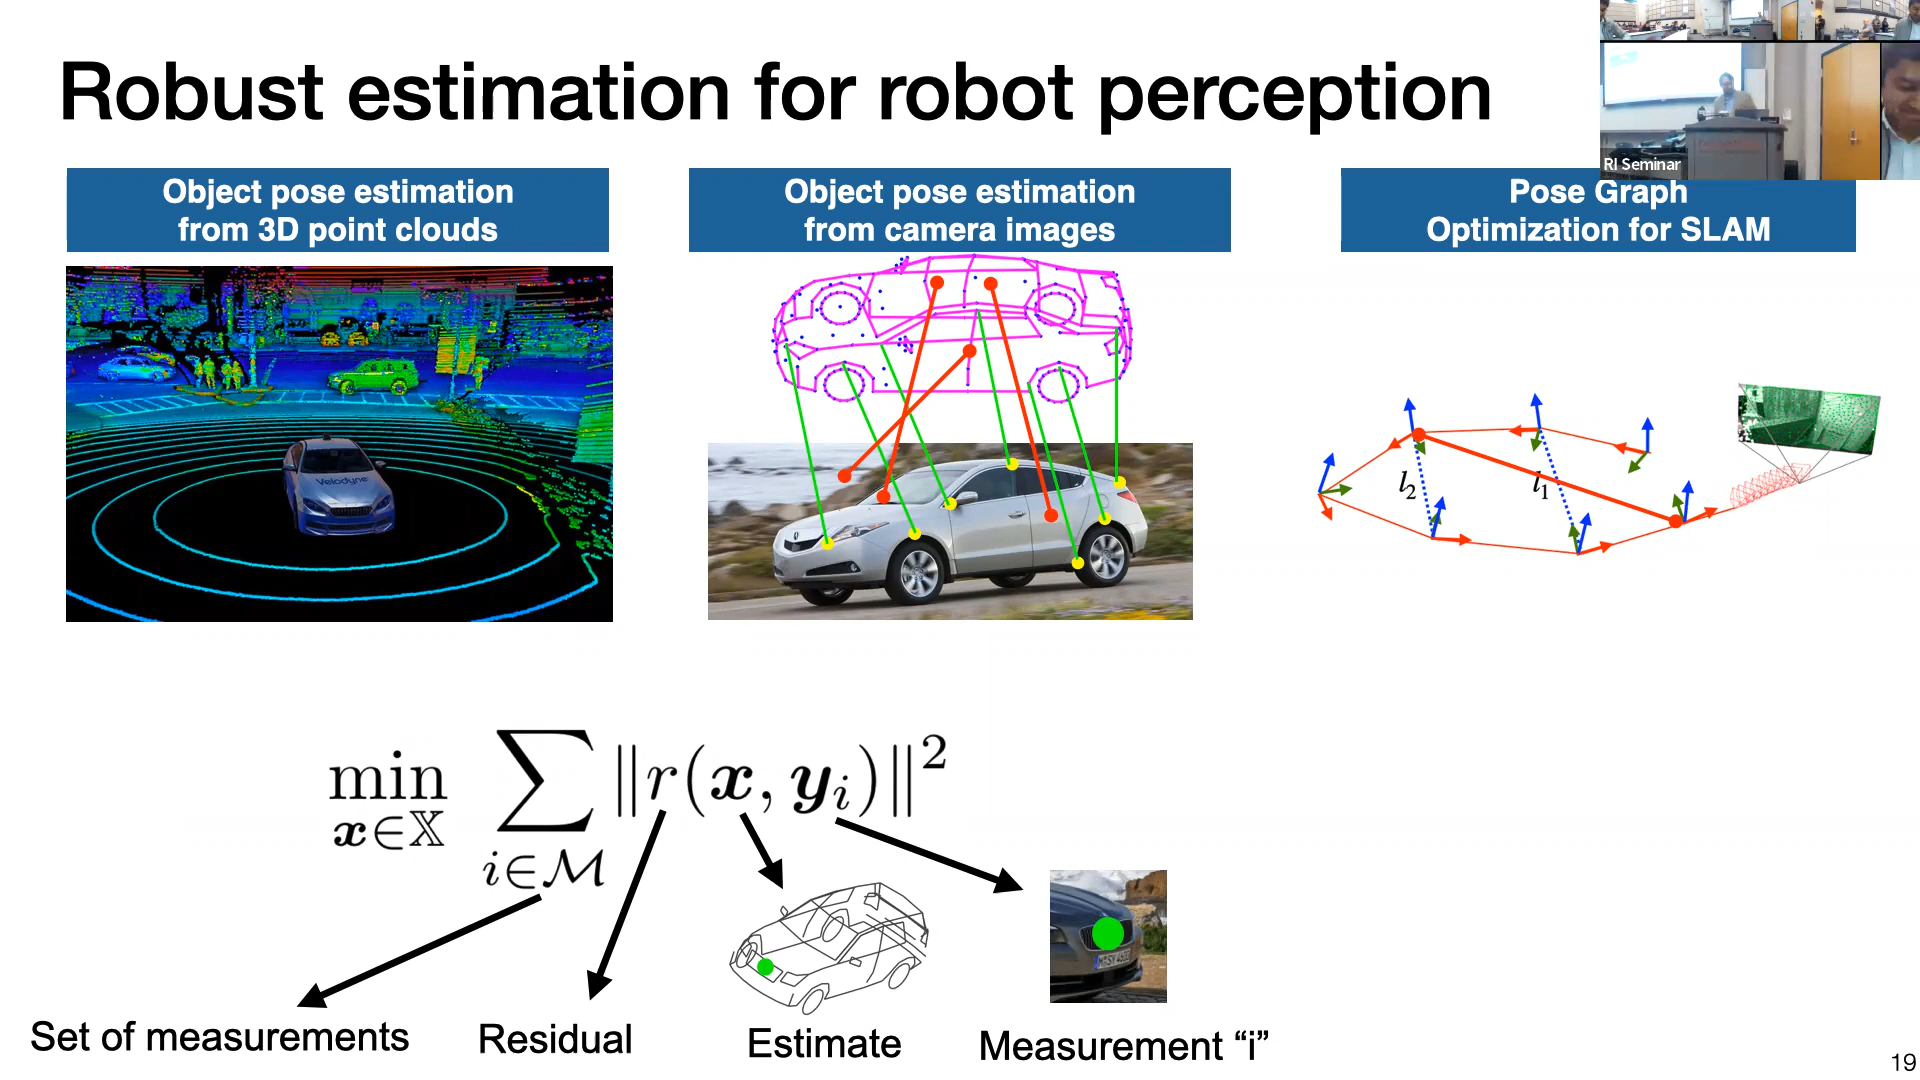 Robust estimation for robot perception
RI Seminar
Object pose estimation
from 3D point clouds
Object pose estimation
from camera images
Pose Graph
Optimization for SLAM
Velodyne
l₂
l₁
min
x∈𝕏
∑
i∈ℳ
‖r(x, yᵢ)‖²
Set of measurements
Residual
Estimate
Measurement “i”
19